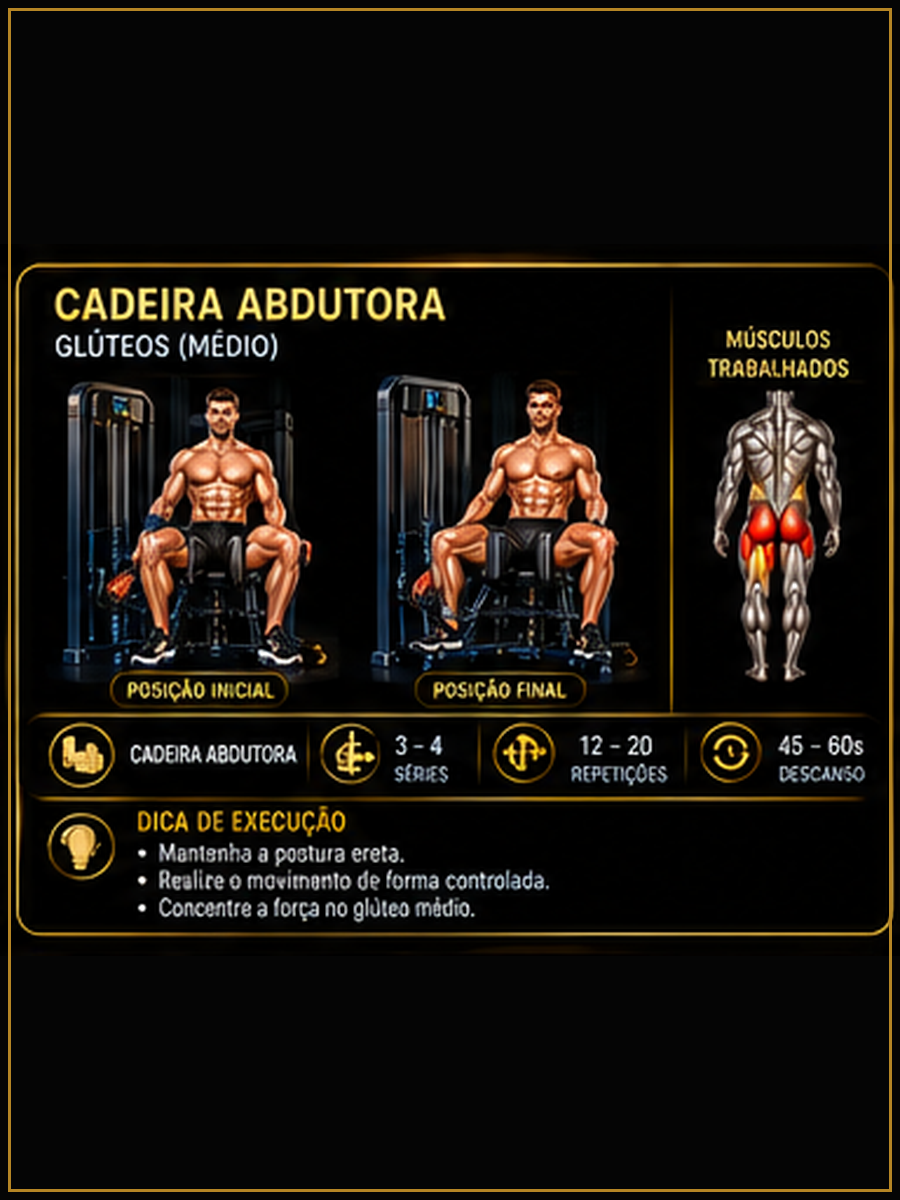 CADEIRA ABDUTORA
GLÚTEOS (MÉDIO)
MÚSCULOS
TRABALHADOS
POSIÇÃO INICIAL
POSIÇÃO FINAL
CADEIRA ABDUTORA
3 – 4
SÉRIES
12 – 20
REPETIÇÕES
45 – 60s
DESCANSO
DICA DE EXECUÇÃO
• Mantenha a postura ereta.
• Realize o movimento de forma controlada.
• Concentre a força no glúteo médio.